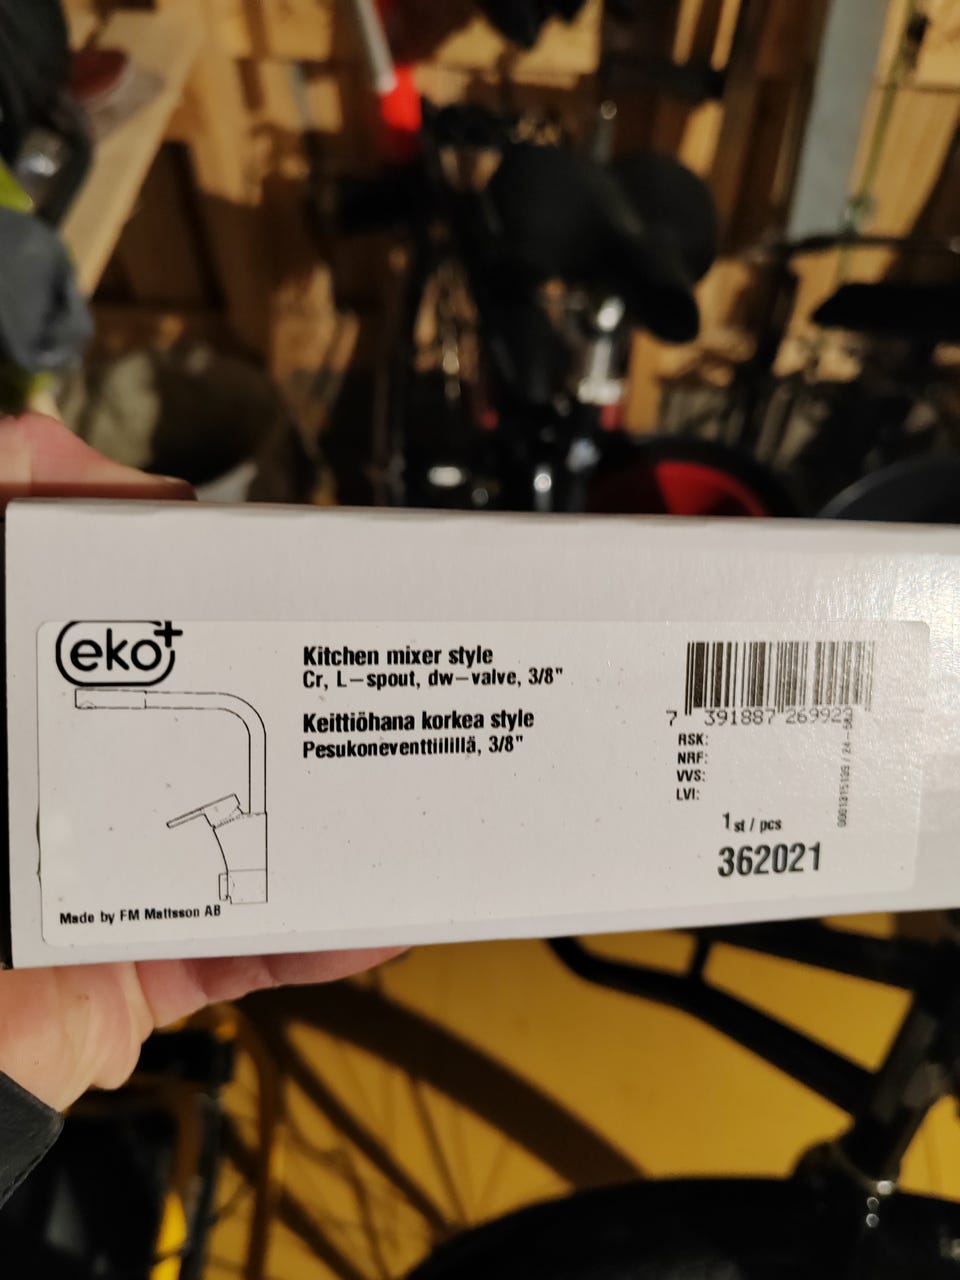 eko+
Kitchen mixer style
Cr, L-spout, dw-valve, 3/8"
Keittiöhana korkea style
Pesukoneventtiilillä, 3/8"
Made by FM Mattsson AB
7 391887 269922
RSK:
NRF:
VVS:
LVI:
1 st / pcs
362021